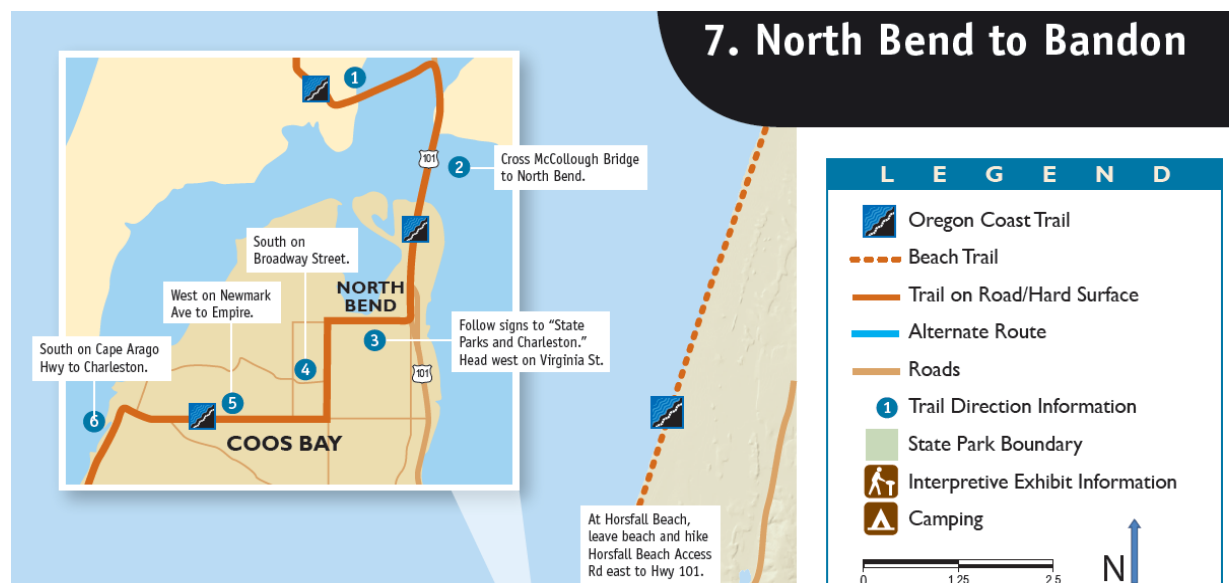 7. North Bend to Bandon
1
101
2
Cross McCollough Bridge
to North Bend.
South on
Broadway Street.
NORTH
BEND
West on Newmark
Ave to Empire.
Follow signs to “State
Parks and Charleston.”
Head west on Virginia St.
3
South on Cape Arago
Hwy to Charleston.
4
101
5
6
COOS BAY
At Horsfall Beach,
leave beach and hike
Horsfall Beach Access
Rd east to Hwy 101.
LEGEND
Oregon Coast Trail
Beach Trail
Trail on Road/Hard Surface
Alternate Route
Roads
1 Trail Direction Information
State Park Boundary
Interpretive Exhibit Information
Camping
N
0 1.25 2.5